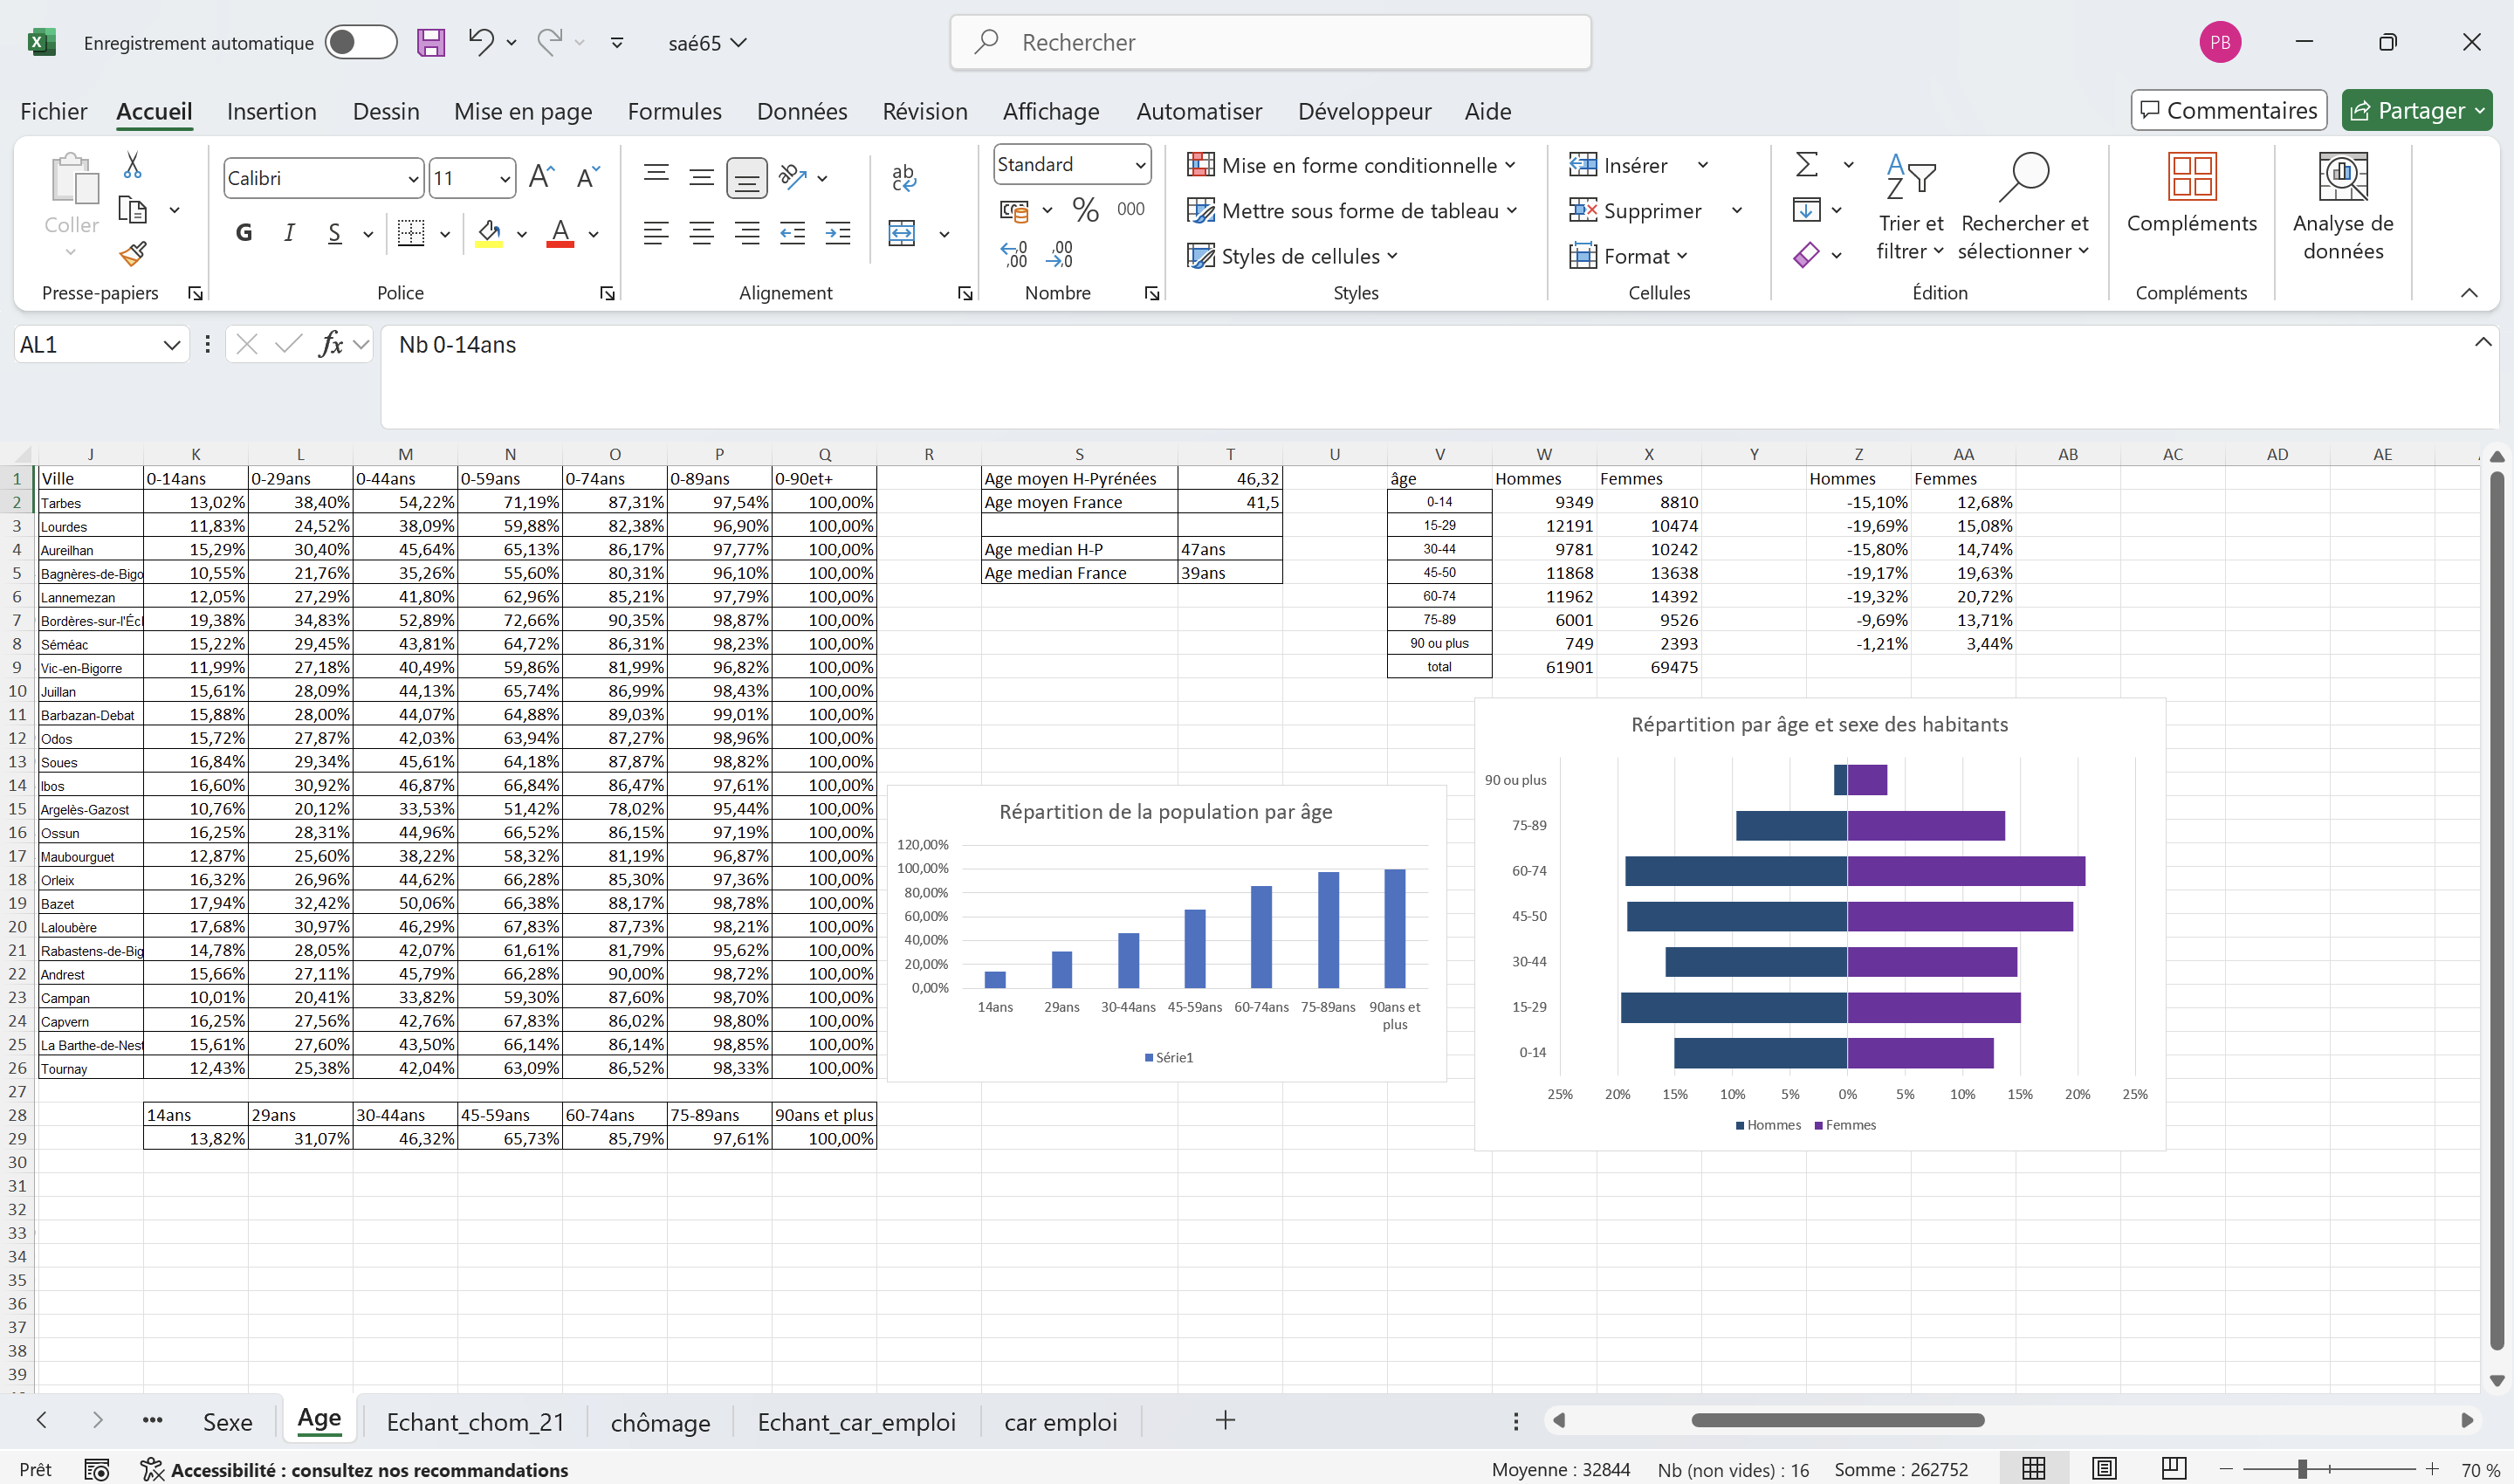 Enregistrement automatique saé65 Rechercher PB
Fichier Accueil Insertion Dessin Mise en page Formules Données Révision Affichage Automatiser Développeur Aide Commentaires Partager
Coller
Presse-papiers
Calibri 11
G I S
Police
ab
Alignement
Standard
% 000
Nombre
Mise en forme conditionnelle
Mettre sous forme de tableau
Styles de cellules
Styles
Insérer
Supprimer
Format
Cellules
Trier et filtrer
Rechercher et sélectionner
Édition
Compléments
Compléments
Analyse de données
AL1 fx Nb 0-14ans
J K L M N O P Q R S T U V W X Y Z AA AB AC AD AE
1 Ville 0-14ans 0-29ans 0-44ans 0-59ans 0-74ans 0-89ans 0-90et+ Age moyen H-Pyrénées 46,32 âge Hommes Femmes Hommes Femmes
2 Tarbes 13,02% 38,40% 54,22% 71,19% 87,31% 97,54% 100,00% Age moyen France 41,5 0-14 9349 8810 -15,10% 12,68%
3 Lourdes 11,83% 24,52% 38,09% 59,88% 82,38% 96,90% 100,00% 15-29 12191 10474 -19,69% 15,08%
4 Aureilhan 15,29% 30,40% 45,64% 65,13% 86,17% 97,77% 100,00% Age median H-P 47ans 30-44 9781 10242 -15,80% 14,74%
5 Bagnères-de-Bigo 10,55% 21,76% 35,26% 55,60% 80,31% 96,10% 100,00% Age median France 39ans 45-50 11868 13638 -19,17% 19,63%
6 Lannemezan 12,05% 27,29% 41,80% 62,96% 85,21% 97,79% 100,00% 60-74 11962 14392 -19,32% 20,72%
7 Bordères-sur-l'Écl 19,38% 34,83% 52,89% 72,66% 90,35% 98,87% 100,00% 75-89 6001 9526 -9,69% 13,71%
8 Séméac 15,22% 29,45% 43,81% 64,72% 86,31% 98,23% 100,00% 90 ou plus 749 2393 -1,21% 3,44%
9 Vic-en-Bigorre 11,99% 27,18% 40,49% 59,86% 81,99% 96,82% 100,00% total 61901 69475
10 Juillan 15,61% 28,09% 44,13% 65,74% 86,99% 98,43% 100,00%
11 Barbazan-Debat 15,88% 28,00% 44,07% 64,88% 89,03% 99,01% 100,00%
12 Odos 15,72% 27,87% 42,03% 63,94% 87,27% 98,96% 100,00%
13 Soues 16,84% 29,34% 45,61% 64,18% 87,87% 98,82% 100,00%
14 Ibos 16,60% 30,92% 46,87% 66,84% 86,47% 97,61% 100,00%
15 Argelès-Gazost 10,76% 20,12% 33,53% 51,42% 78,02% 95,44% 100,00%
16 Ossun 16,25% 28,31% 44,96% 66,52% 86,15% 97,19% 100,00%
17 Maubourguet 12,87% 25,60% 38,22% 58,32% 81,19% 96,87% 100,00%
18 Orleix 16,32% 26,96% 44,62% 66,28% 85,30% 97,36% 100,00%
19 Bazet 17,94% 32,42% 50,06% 66,38% 88,17% 98,78% 100,00%
20 Laloubère 17,68% 30,97% 46,29% 67,83% 87,73% 98,21% 100,00%
21 Rabastens-de-Big 14,78% 28,05% 42,07% 61,61% 81,79% 95,62% 100,00%
22 Andrest 15,66% 27,11% 45,79% 66,28% 90,00% 98,72% 100,00%
23 Campan 10,01% 20,41% 33,82% 59,30% 87,60% 98,70% 100,00%
24 Capvern 16,25% 27,56% 42,76% 67,83% 86,02% 98,80% 100,00%
25 La Barthe-de-Nest 15,61% 27,60% 43,50% 66,14% 86,14% 98,85% 100,00%
26 Tournay 12,43% 25,38% 42,04% 63,09% 86,52% 98,33% 100,00%
27
28 14ans 29ans 30-44ans 45-59ans 60-74ans 75-89ans 90ans et plus
29 13,82% 31,07% 46,32% 65,73% 85,79% 97,61% 100,00%
30
31
32
33
34
35
36
37
38
39
Répartition de la population par âge
120,00%
100,00%
80,00%
60,00%
40,00%
20,00%
0,00%
14ans 29ans 30-44ans 45-59ans 60-74ans 75-89ans 90ans et plus
Série1
Répartition par âge et sexe des habitants
90 ou plus
75-89
60-74
45-50
30-44
15-29
0-14
25% 20% 15% 10% 5% 0% 5% 10% 15% 20% 25%
Hommes Femmes
Sexe Age Echant_chom_21 chômage Echant_car_emploi car emploi
Prêt Accessibilité : consultez nos recommandations Moyenne : 32844 Nb (non vides) : 16 Somme : 262752 70 %